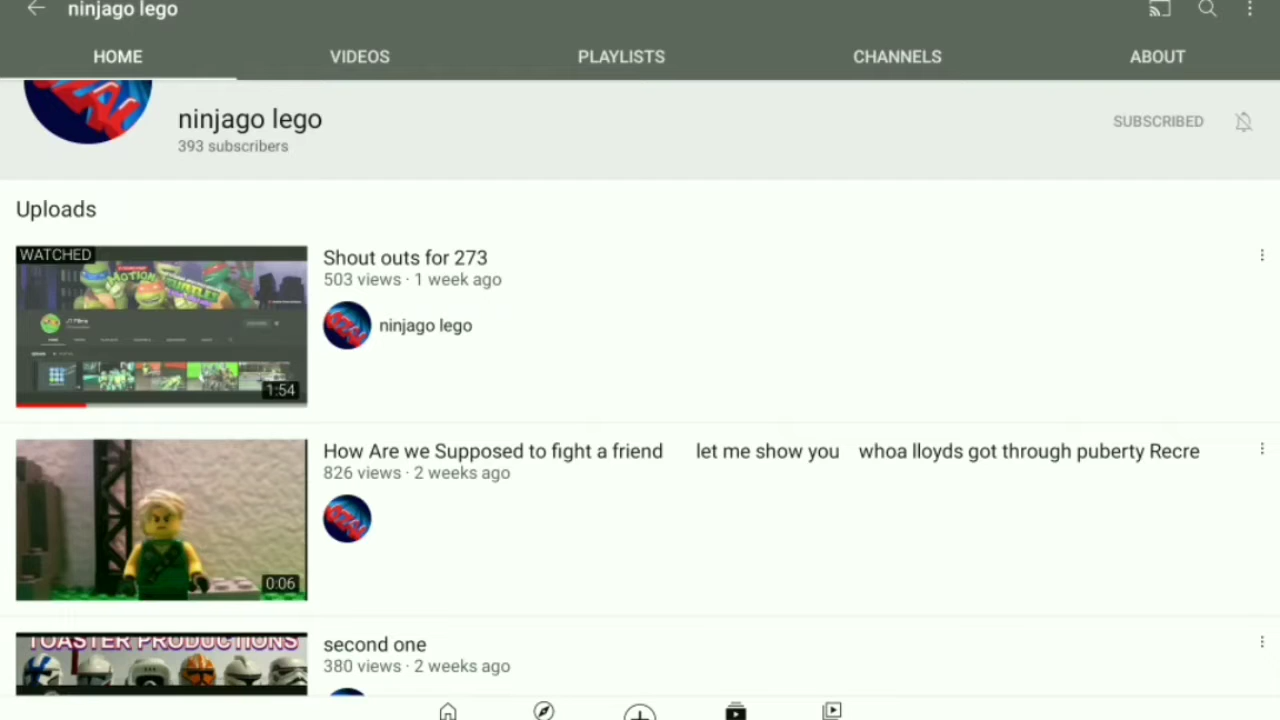 ninjago lego
HOME VIDEOS PLAYLISTS CHANNELS ABOUT
ninjago lego
393 subscribers
SUBSCRIBED
Uploads
WATCHED
Shout outs for 273
503 views · 1 week ago
ninjago lego
1:54
How Are we Supposed to fight a friend let me show you whoa lloyds got through puberty Recre
826 views · 2 weeks ago
0:06
TOASTER PRODUCTIONS
second one
380 views · 2 weeks ago